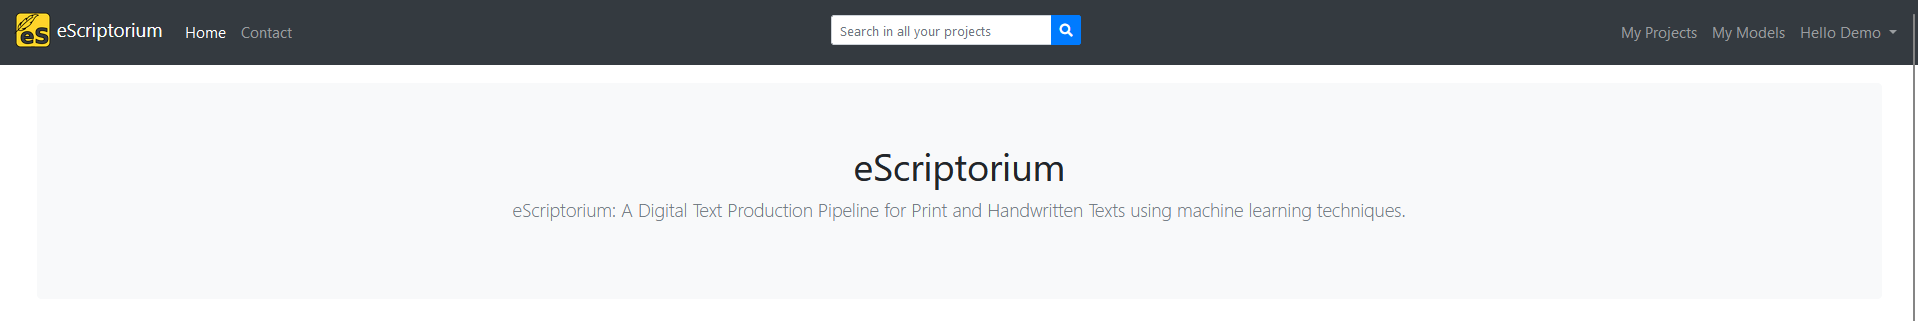 eS eScriptorium Home Contact Search in all your projects My Projects My Models Hello Demo
eScriptorium
eScriptorium: A Digital Text Production Pipeline for Print and Handwritten Texts using machine learning techniques.